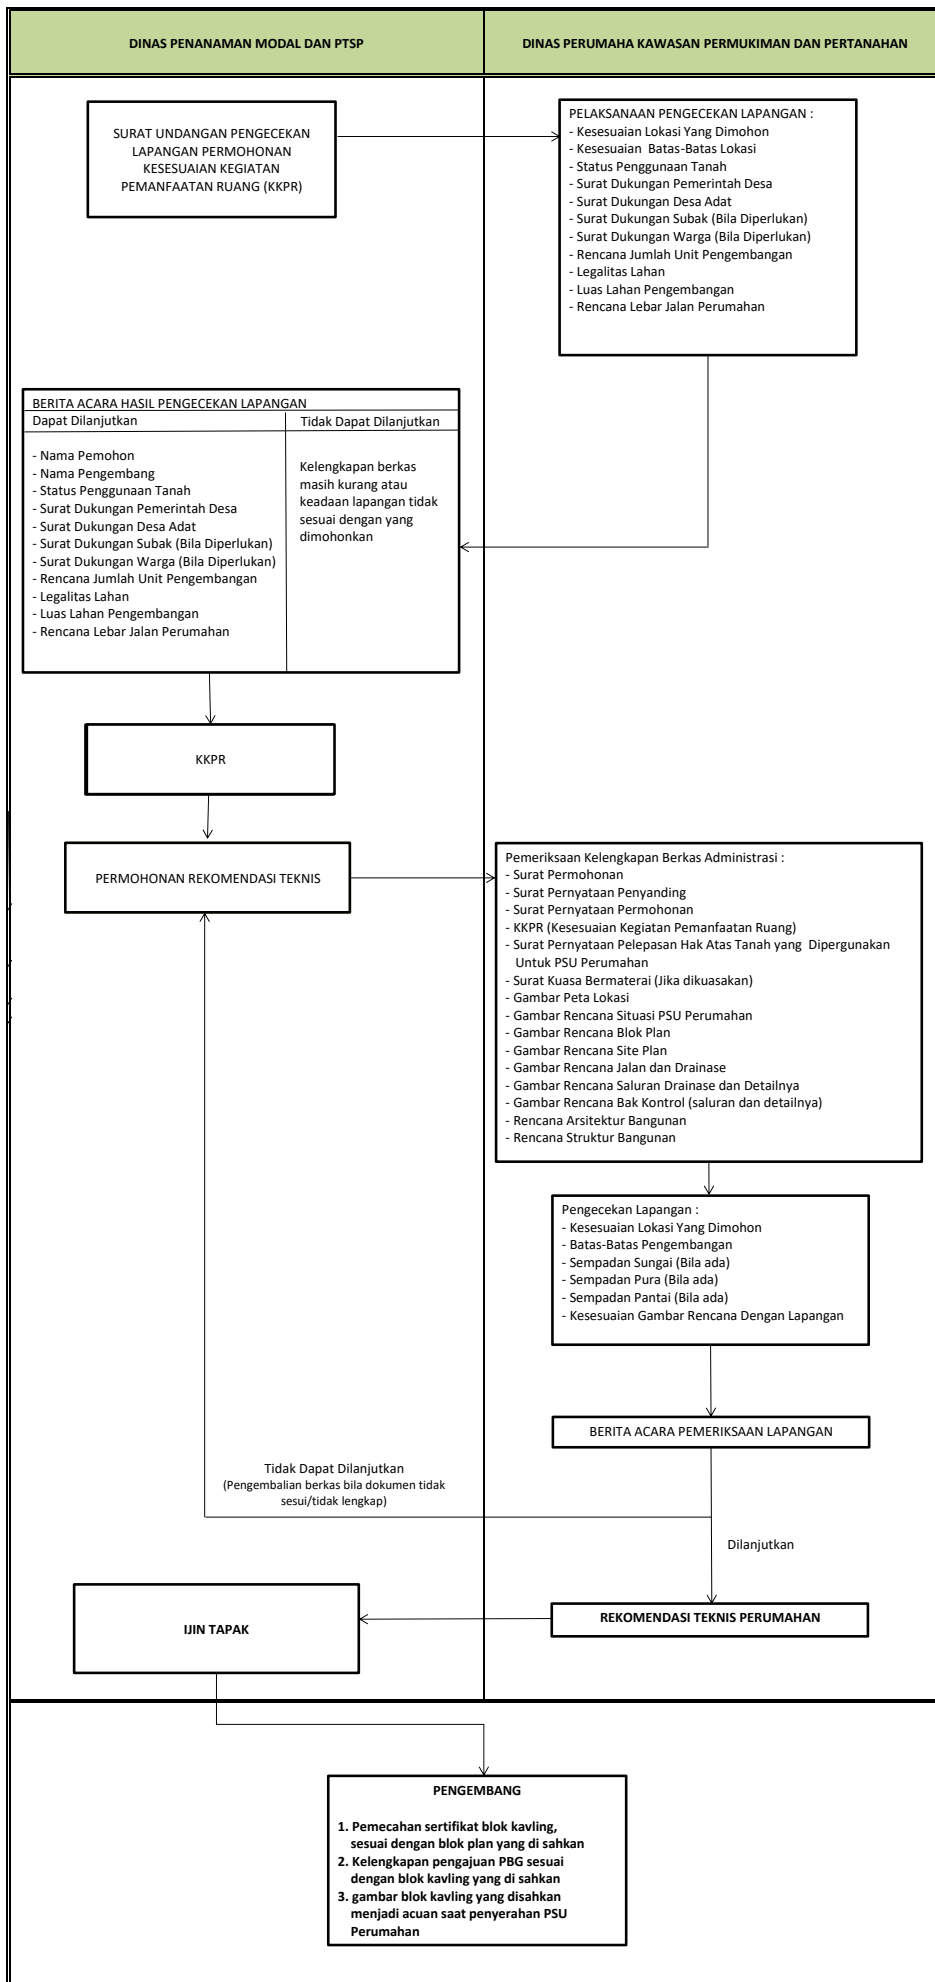 DINAS PENANAMAN MODAL DAN PTSP
DINAS PERUMAHA KAWASAN PERMUKIMAN DAN PERTANAHAN
SURAT UNDANGAN PENGECEKAN
LAPANGAN PERMOHONAN
KESESUAIAN KEGIATAN
PEMANFAATAN RUANG (KKPR)
PELAKSANAAN PENGECEKAN LAPANGAN :
- Kesesuaian Lokasi Yang Dimohon
- Kesesuaian Batas-Batas Lokasi
- Status Penggunaan Tanah
- Surat Dukungan Pemerintah Desa
- Surat Dukungan Desa Adat
- Surat Dukungan Subak (Bila Diperlukan)
- Surat Dukungan Warga (Bila Diperlukan)
- Rencana Jumlah Unit Pengembangan
- Legalitas Lahan
- Luas Lahan Pengembangan
- Rencana Lebar Jalan Perumahan
BERITA ACARA HASIL PENGECEKAN LAPANGAN
Dapat Dilanjutkan
- Nama Pemohon
- Nama Pengembang
- Status Penggunaan Tanah
- Surat Dukungan Pemerintah Desa
- Surat Dukungan Desa Adat
- Surat Dukungan Subak (Bila Diperlukan)
- Surat Dukungan Warga (Bila Diperlukan)
- Rencana Jumlah Unit Pengembangan
- Legalitas Lahan
- Luas Lahan Pengembangan
- Rencana Lebar Jalan Perumahan
Tidak Dapat Dilanjutkan
Kelengkapan berkas
masih kurang atau
keadaan lapangan tidak
sesuai dengan yang
dimohonkan
KKPR
PERMOHONAN REKOMENDASI TEKNIS
Pemeriksaan Kelengkapan Berkas Administrasi :
- Surat Permohonan
- Surat Pernyataan Penyanding
- Surat Pernyataan Permohonan
- KKPR (Kesesuaian Kegiatan Pemanfaatan Ruang)
- Surat Pernyataan Pelepasan Hak Atas Tanah yang Dipergunakan
Untuk PSU Perumahan
- Surat Kuasa Bermaterai (Jika dikuasakan)
- Gambar Peta Lokasi
- Gambar Rencana Situasi PSU Perumahan
- Gambar Rencana Blok Plan
- Gambar Rencana Site Plan
- Gambar Rencana Jalan dan Drainase
- Gambar Rencana Saluran Drainase dan Detailnya
- Gambar Rencana Bak Kontrol (saluran dan detailnya)
- Rencana Arsitektur Bangunan
- Rencana Struktur Bangunan
Pengecekan Lapangan :
- Kesesuaian Lokasi Yang Dimohon
- Batas-Batas Pengembangan
- Sempadan Sungai (Bila ada)
- Sempadan Pura (Bila ada)
- Sempadan Pantai (Bila ada)
- Kesesuaian Gambar Rencana Dengan Lapangan
BERITA ACARA PEMERIKSAAN LAPANGAN
Tidak Dapat Dilanjutkan
(Pengembalian berkas bila dokumen tidak
sesui/tidak lengkap)
Dilanjutkan
REKOMENDASI TEKNIS PERUMAHAN
IJIN TAPAK
PENGEMBANG
1. Pemecahan sertifikat blok kavling,
sesuai dengan blok plan yang di sahkan
2. Kelengkapan pengajuan PBG sesuai
dengan blok kavling yang di sahkan
3. gambar blok kavling yang disahkan
menjadi acuan saat penyerahan PSU
Perumahan